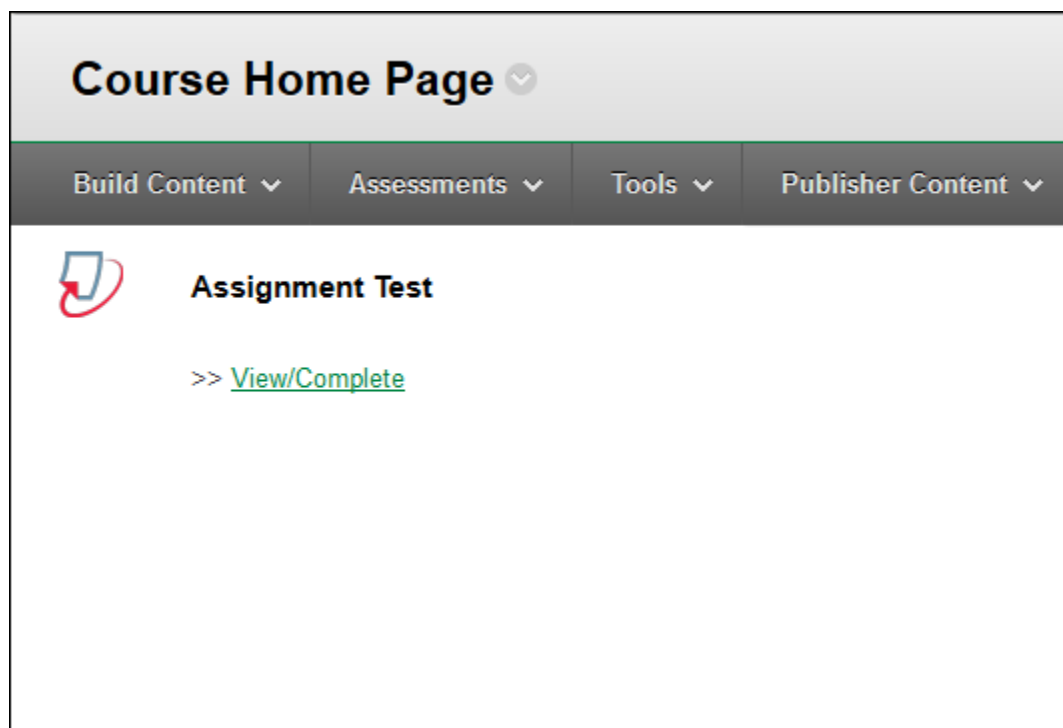 Course Home Page
Build Content Assessments Tools Publisher Content
Assignment Test
>> View/Complete